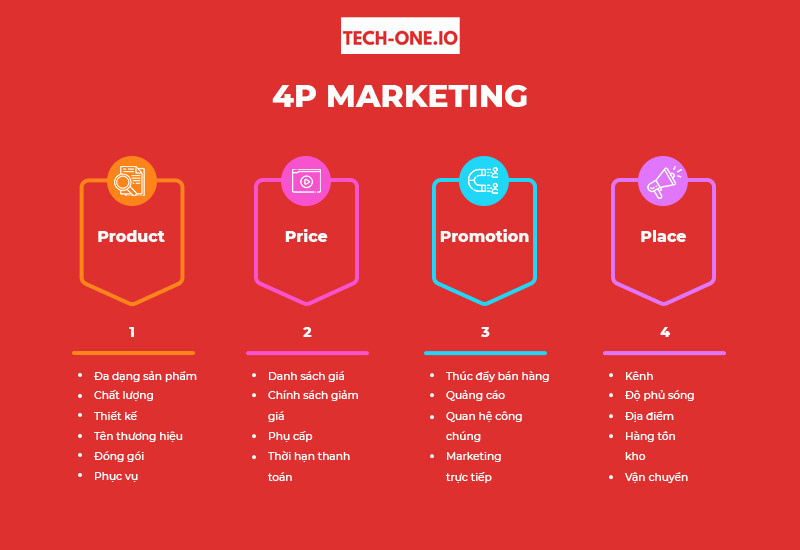 TECH-ONE.IO
4P MARKETING
Product
1
Đa dạng sản phẩm
Chất lượng
Thiết kế
Tên thương hiệu
Đóng gói
Phục vụ
Price
2
Danh sách giá
Chính sách giảm
giá
Phụ cấp
Thời hạn thanh
toán
Promotion
3
Thúc đẩy bán hàng
Quảng cáo
Quan hệ công
chúng
Marketing
trực tiếp
Place
4
Kênh
Độ phủ sóng
Địa điểm
Hàng tồn
kho
Vận chuyển